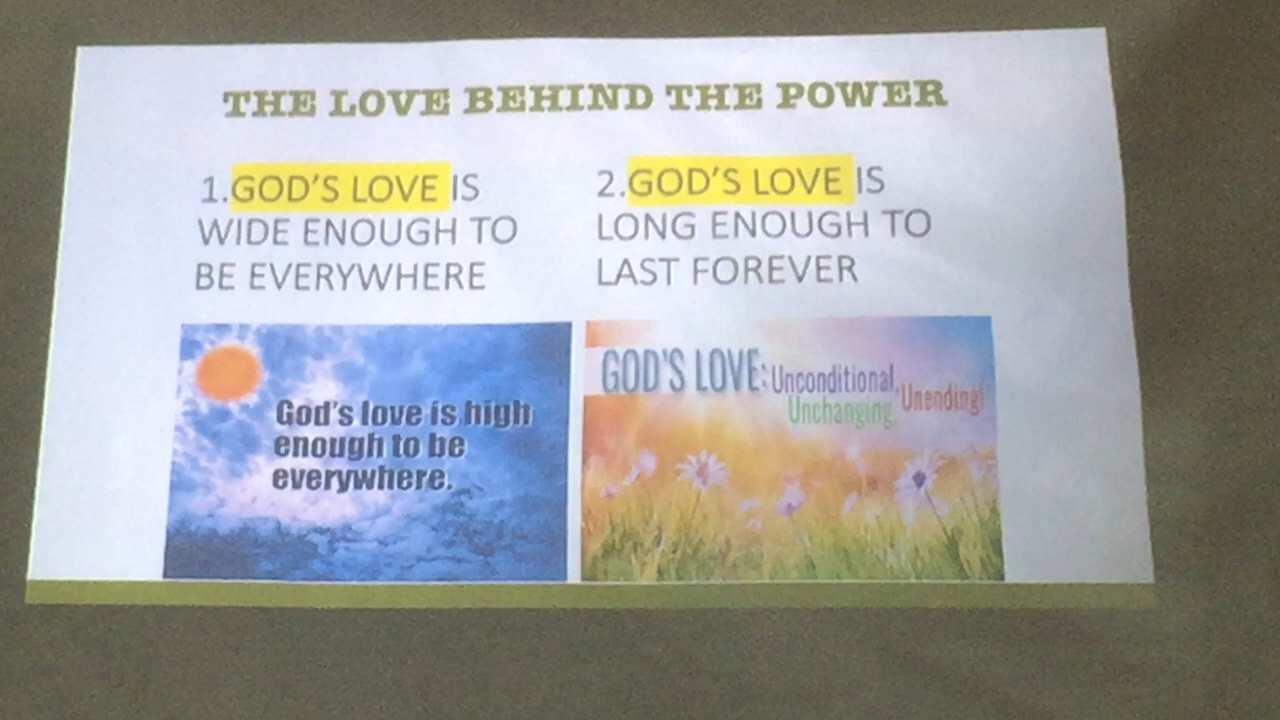 THE LOVE BEHIND THE POWER
1.GOD'S LOVE IS
WIDE ENOUGH TO
BE EVERYWHERE
2.GOD'S LOVE IS
LONG ENOUGH TO
LAST FOREVER
God's love is high
enough to be
everywhere.
GOD'S LOVE: Unconditional,
Unchanging, Unending!